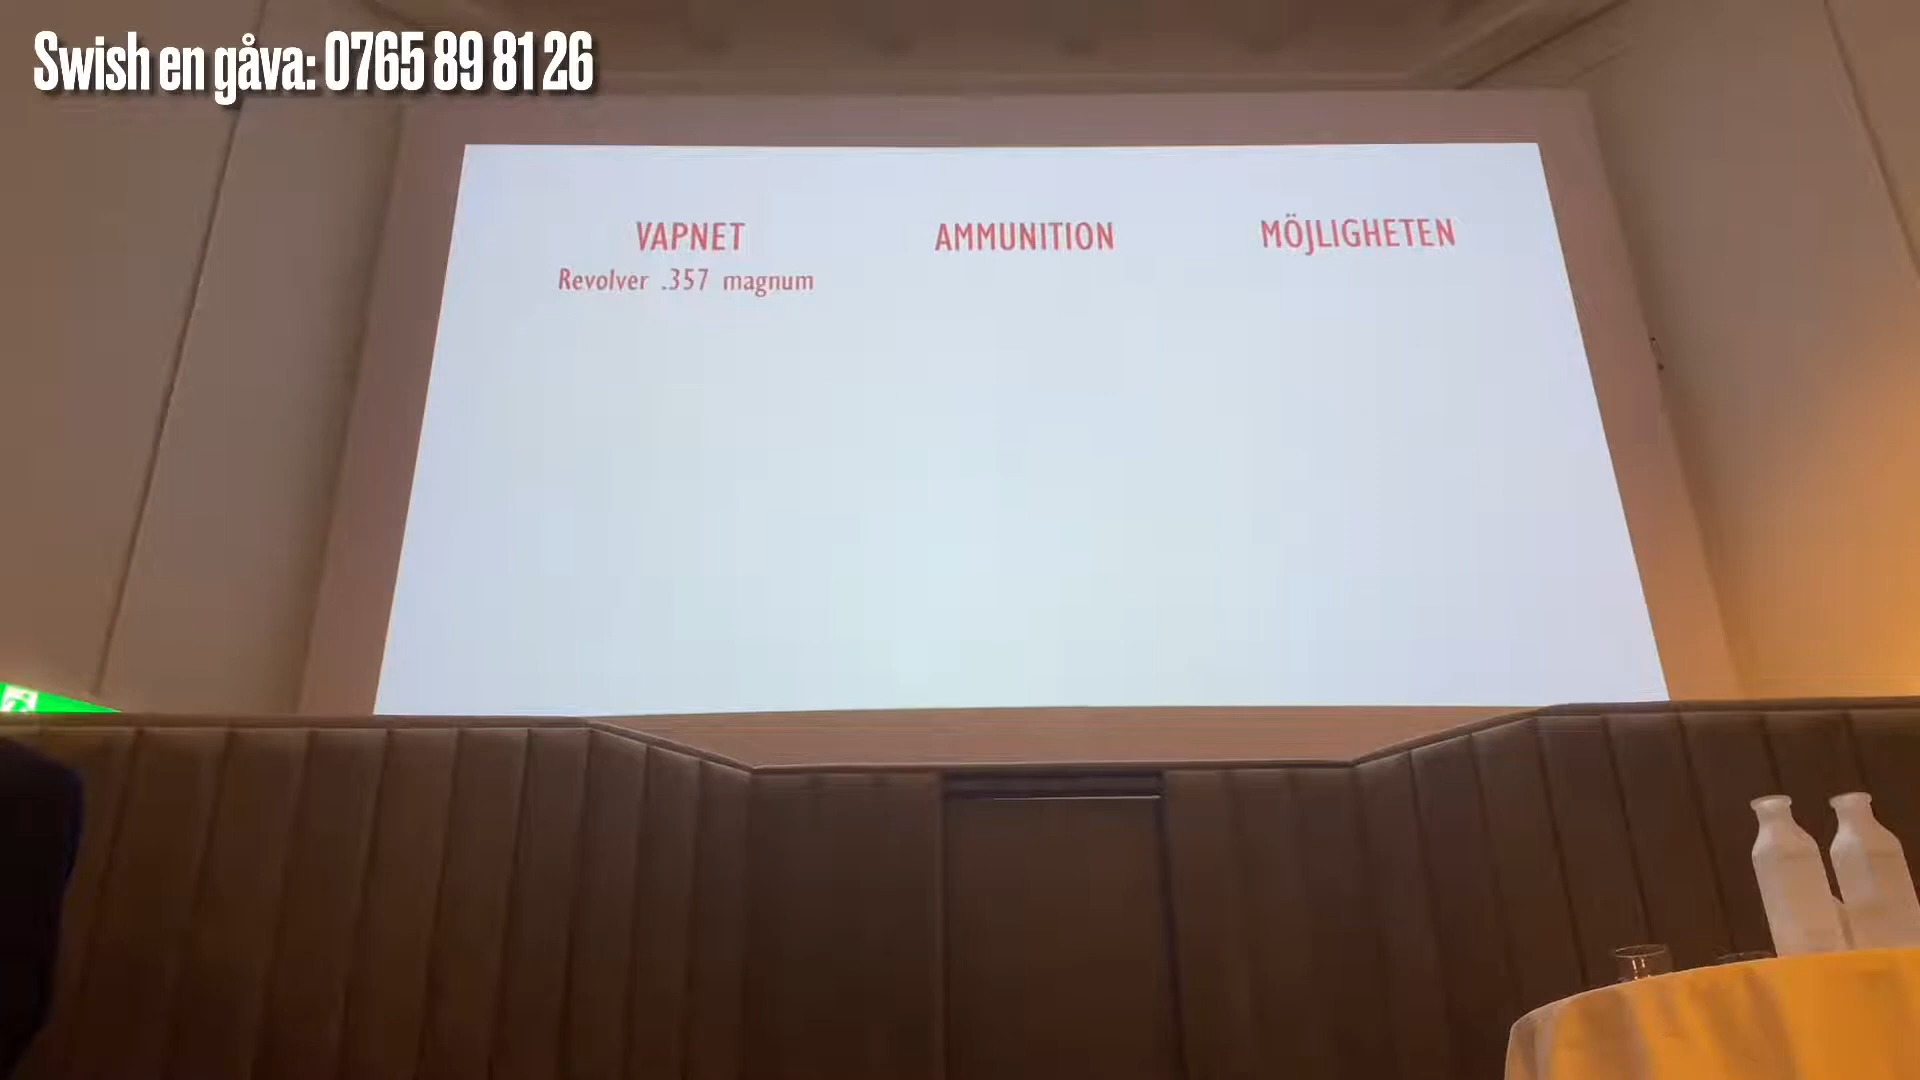 Swish en gåva: 0765 89 81 26
VAPNET AMMUNITION MÖJLIGHETEN
Revolver .357 magnum